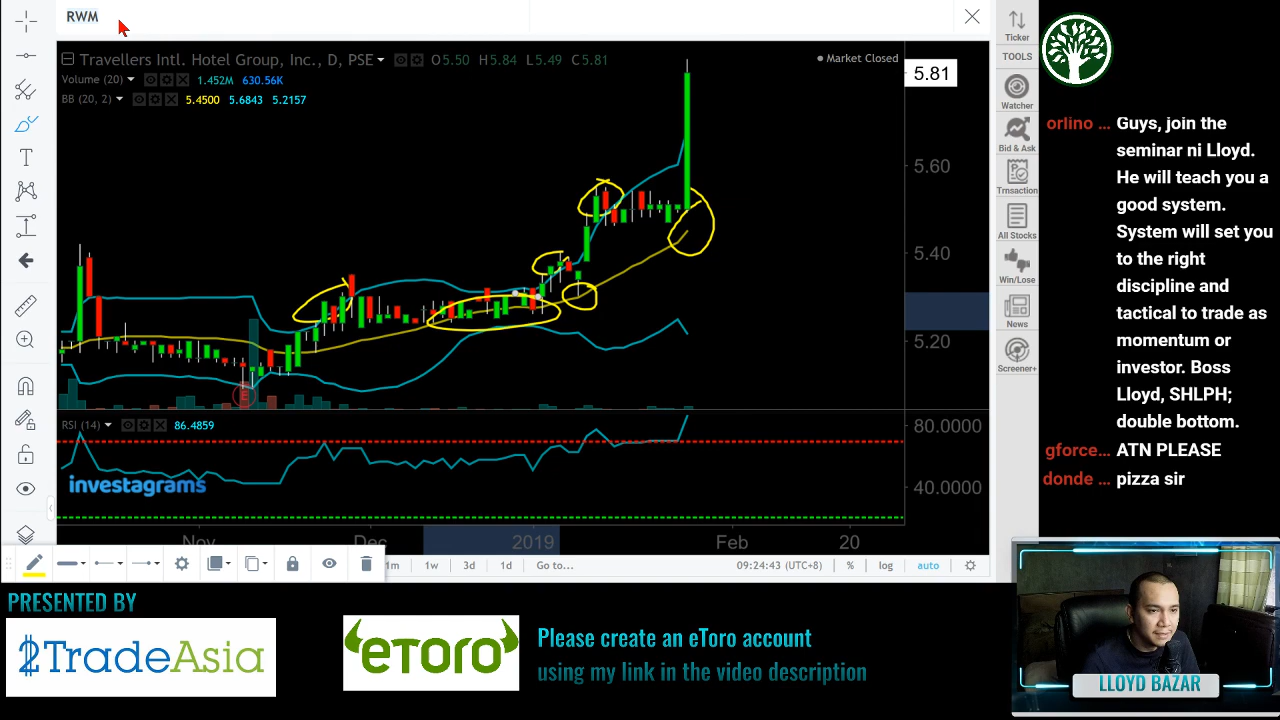 RWM
Travellers Intl. Hotel Group, Inc., D, PSE O5.50 H5.84 L5.49 C5.81
Market Closed
Volume (20) 1.452M 630.56K
BB (20, 2) 5.4500 5.6843 5.2157
5.81
5.60
5.40
5.20
E
RSI (14) 86.4859
80.0000
40.0000
investagrams
Nov Dec 2019 Feb 20
1m 1w 3d 1d Go to... 09:24:43 (UTC+8) % log auto
Ticker
TOOLS
Watcher
Bid & Ask
Trnsaction
All Stocks
Win/Lose
News
Screener+
orlino ... Guys, join the
seminar ni Lloyd.
He will teach you a
good system.
System will set you
to the right
discipline and
tactical to trade as
momentum or
investor. Boss
Lloyd, SHLPH;
double bottom.
gforce... ATN PLEASE
donde ... pizza sir
PRESENTED BY
2TradeAsia
eToro
Please create an eToro account
using my link in the video description
LLOYD BAZAR